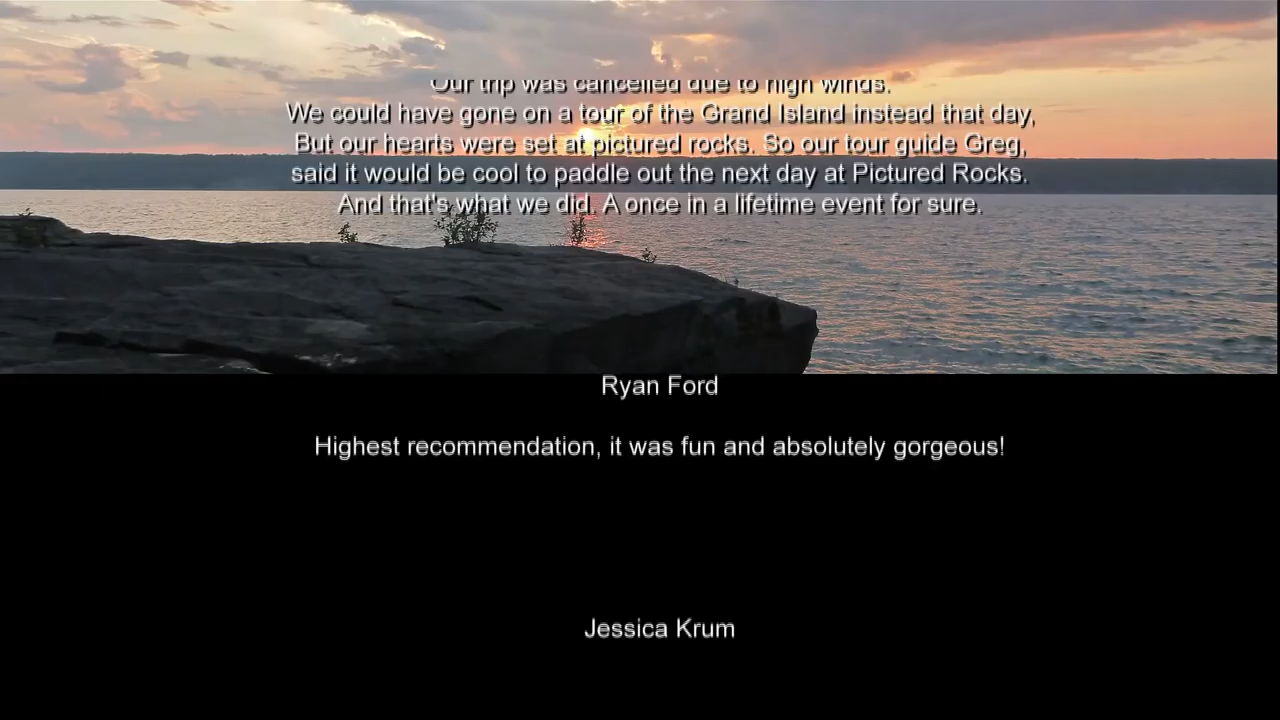 Our trip was cancelled due to high winds.
We could have gone on a tour of the Grand Island instead that day,
But our hearts were set at pictured rocks. So our tour guide Greg,
said it would be cool to paddle out the next day at Pictured Rocks.
And that's what we did. A once in a lifetime event for sure.
Ryan Ford
Highest recommendation, it was fun and absolutely gorgeous!
Jessica Krum